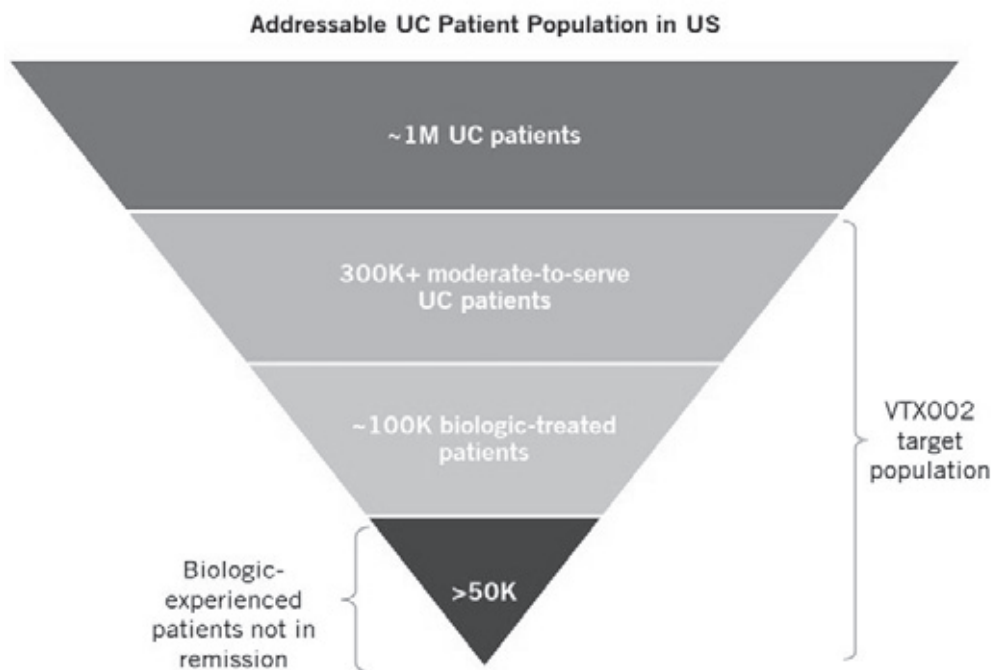 Addressable UC Patient Population in US
~1M UC patients
300K+ moderate-to-serve
UC patients
~100K biologic-treated
patients
VTX002
target
population
Biologic-
experienced
patients not in
remission
>50K